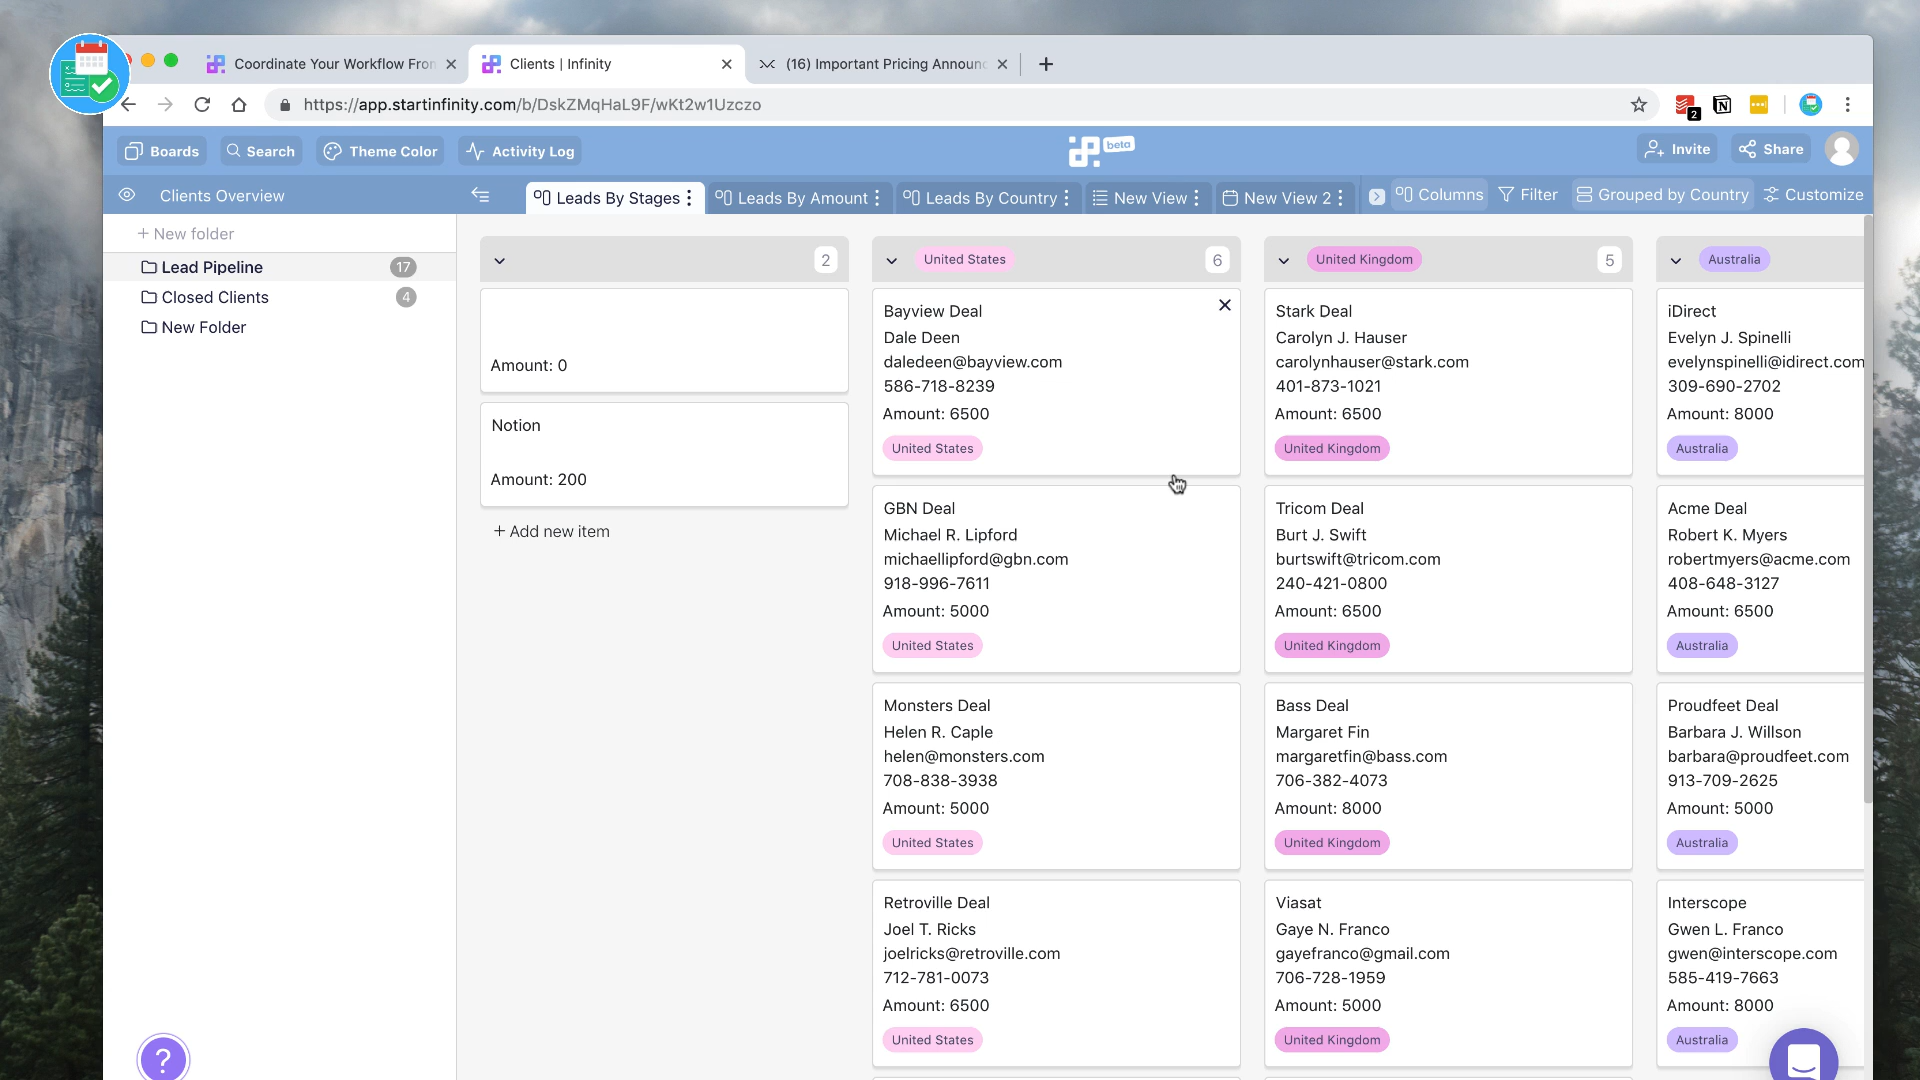 Coordinate Your Workflow Fron
Clients | Infinity
(16) Important Pricing Announc
https://app.startinfinity.com/b/DskZMqHaL9F/wKt2w1Uzczo
2
Boards
Search
Theme Color
Activity Log
beta
Invite
Share
Clients Overview
Leads By Stages
Leads By Amount
Leads By Country
New View
New View 2
Columns
Filter
Grouped by Country
Customize
+ New folder
Lead Pipeline 17
Closed Clients 4
New Folder
2
Amount: 0
Notion
Amount: 200
+ Add new item
United States 6
Bayview Deal
Dale Deen
daledeen@bayview.com
586-718-8239
Amount: 6500
United States
GBN Deal
Michael R. Lipford
michaellipford@gbn.com
918-996-7611
Amount: 5000
United States
Monsters Deal
Helen R. Caple
helen@monsters.com
708-838-3938
Amount: 5000
United States
Retroville Deal
Joel T. Ricks
joelricks@retroville.com
712-781-0073
Amount: 6500
United States
United Kingdom 5
Stark Deal
Carolyn J. Hauser
carolynhauser@stark.com
401-873-1021
Amount: 6500
United Kingdom
Tricom Deal
Burt J. Swift
burtswift@tricom.com
240-421-0800
Amount: 6500
United Kingdom
Bass Deal
Margaret Fin
margaretfin@bass.com
706-382-4073
Amount: 8000
United Kingdom
Viasat
Gaye N. Franco
gayefranco@gmail.com
706-728-1959
Amount: 5000
United Kingdom
Australia
iDirect
Evelyn J. Spinelli
evelynspinelli@idirect.com
309-690-2702
Amount: 8000
Australia
Acme Deal
Robert K. Myers
robertmyers@acme.com
408-648-3127
Amount: 6500
Australia
Proudfeet Deal
Barbara J. Willson
barbara@proudfeet.com
913-709-2625
Amount: 5000
Australia
Interscope
Gwen L. Franco
gwen@interscope.com
585-419-7663
Amount: 8000
Australia
?